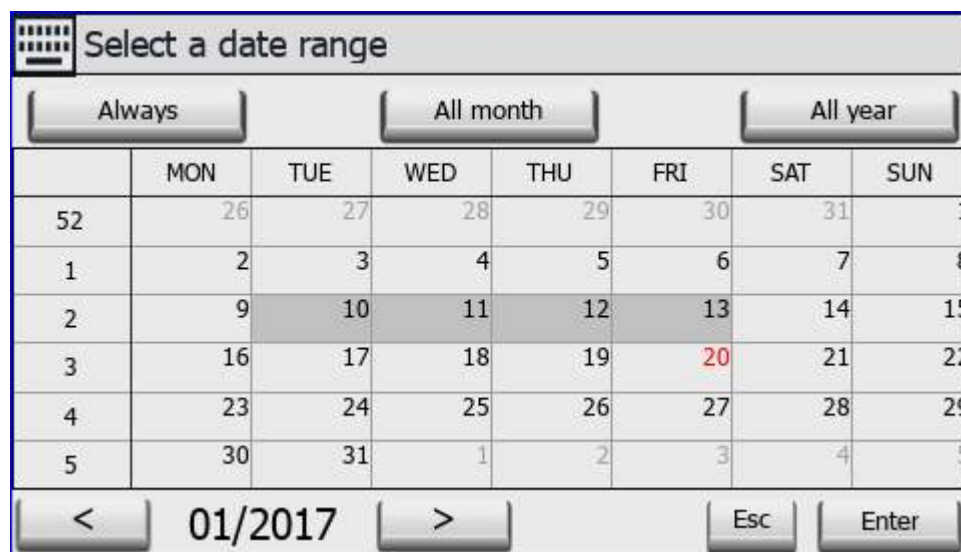 Select a date range
Always All month All year
MON TUE WED THU FRI SAT SUN
52 26 27 28 29 30 31
1 2 3 4 5 6 7
2 9 10 11 12 13 14 15
3 16 17 18 19 20 21 22
4 23 24 25 26 27 28 29
5 30 31 1 2 3 4
< 01/2017 > Esc Enter